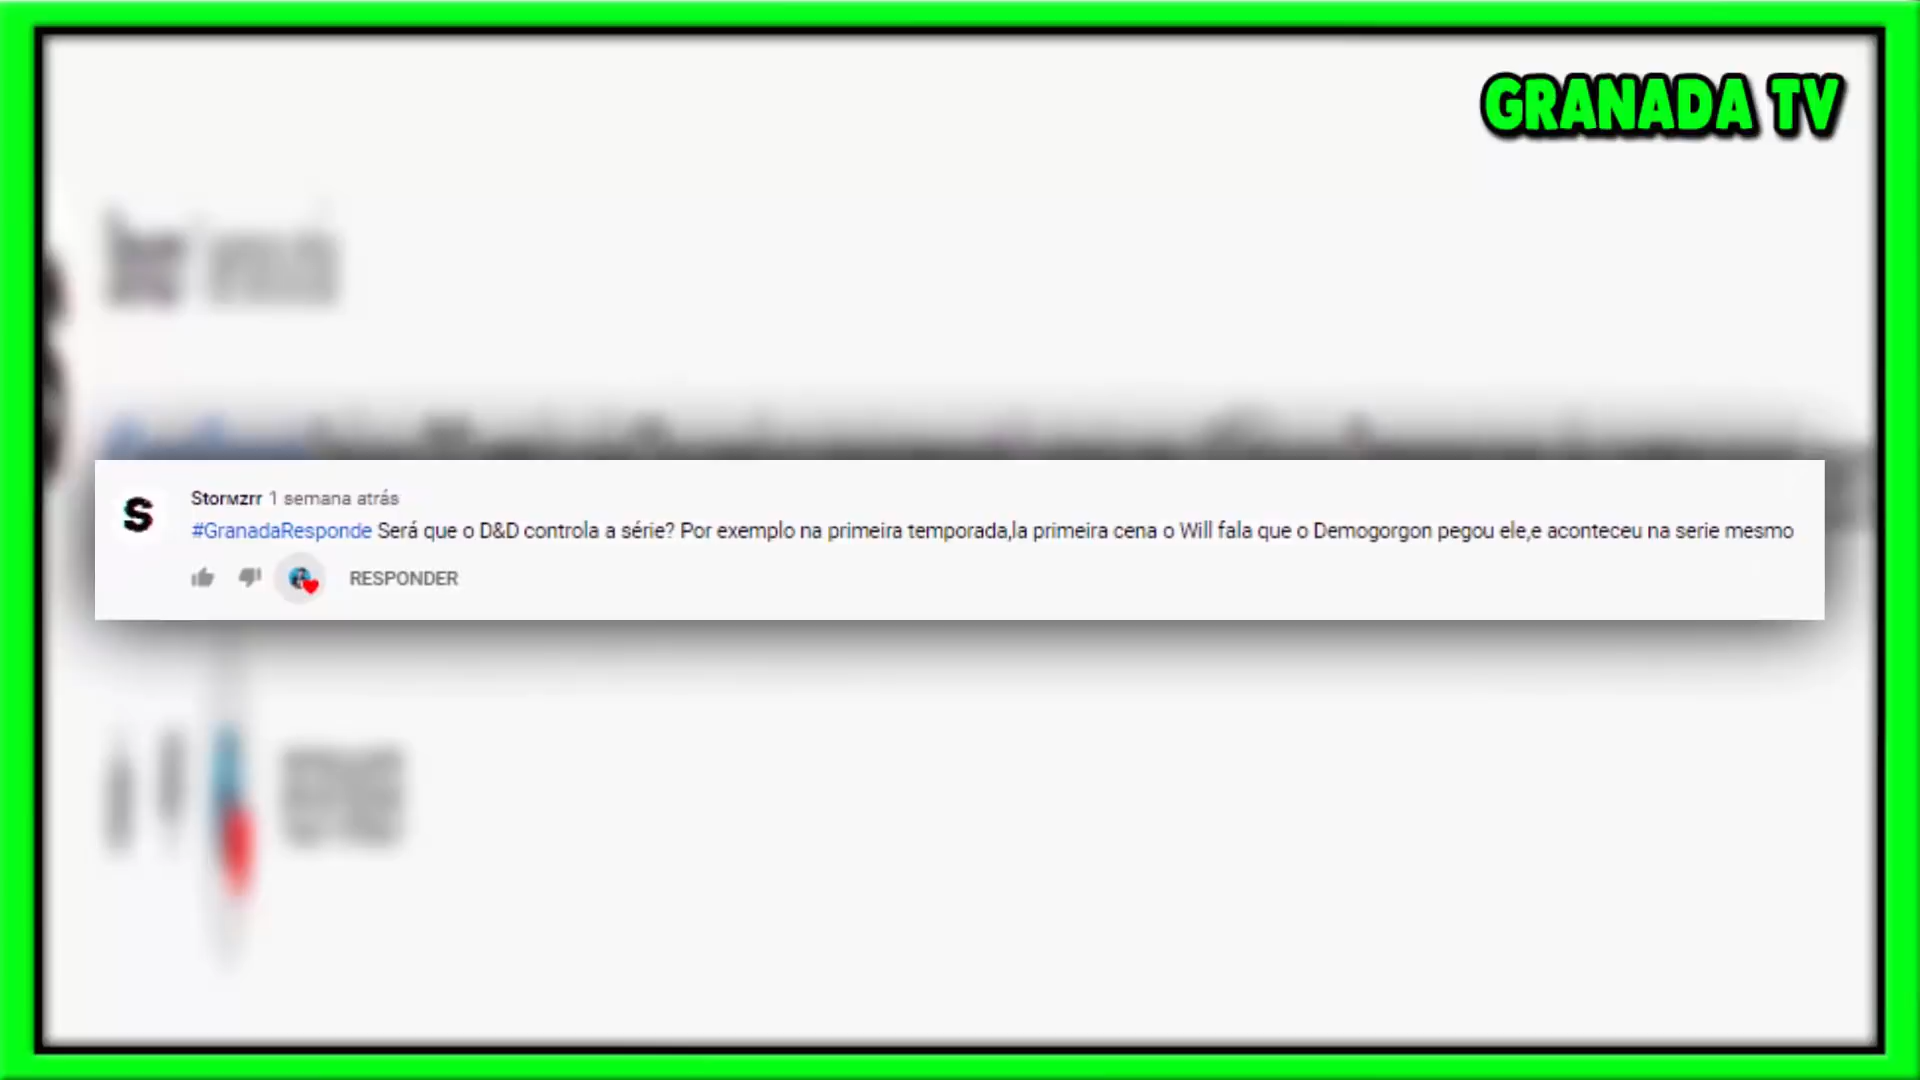 GRANADA TV
Stormzrr 1 semana atrás
#GranadaResponde Será que o D&D controla a série? Por exemplo na primeira temporada,la primeira cena o Will fala que o Demogorgon pegou ele,e aconteceu na serie mesmo
RESPONDER